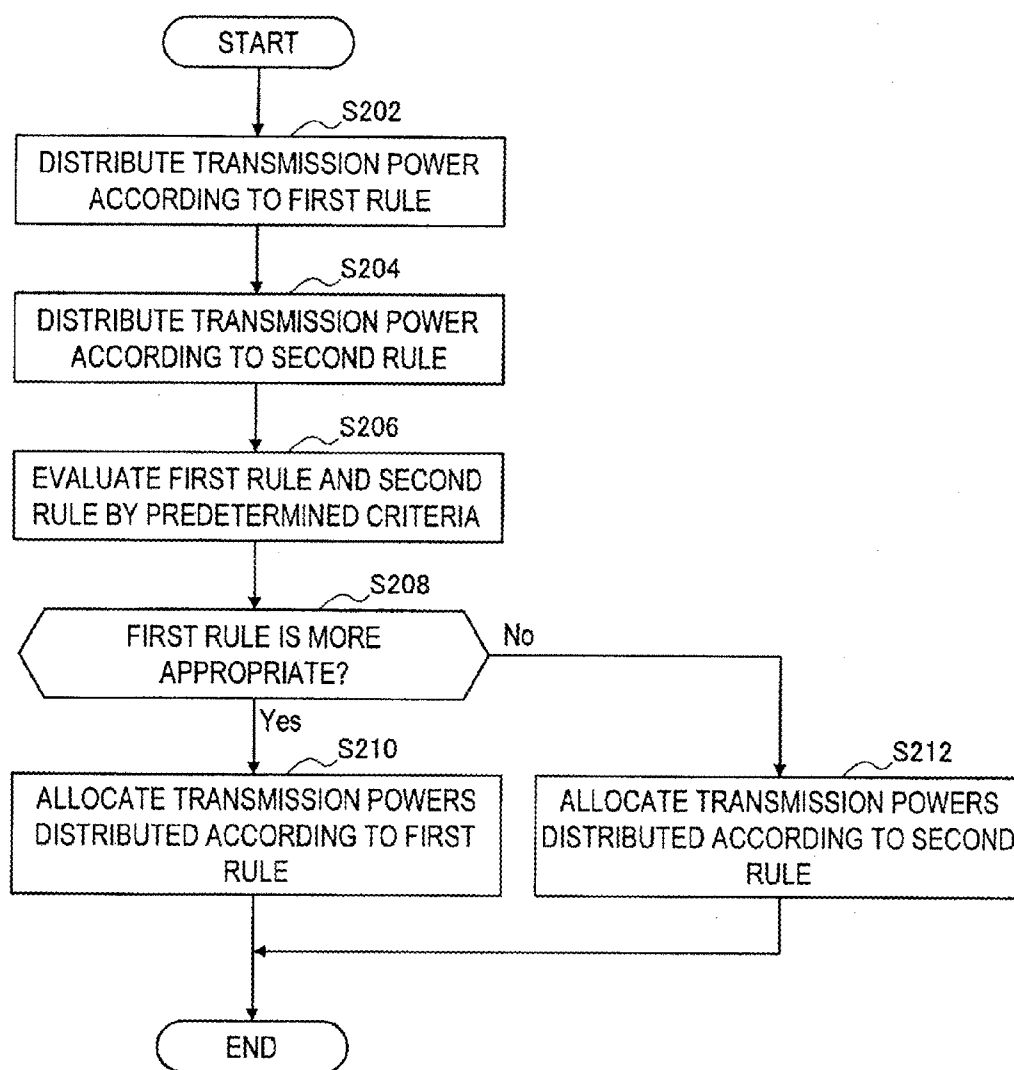 START
S202
DISTRIBUTE TRANSMISSION POWER
ACCORDING TO FIRST RULE
S204
DISTRIBUTE TRANSMISSION POWER
ACCORDING TO SECOND RULE
S206
EVALUATE FIRST RULE AND SECOND
RULE BY PREDETERMINED CRITERIA
S208
FIRST RULE IS MORE
APPROPRIATE?
No
Yes
S210
ALLOCATE TRANSMISSION POWERS
DISTRIBUTED ACCORDING TO FIRST
RULE
S212
ALLOCATE TRANSMISSION POWERS
DISTRIBUTED ACCORDING TO SECOND
RULE
END